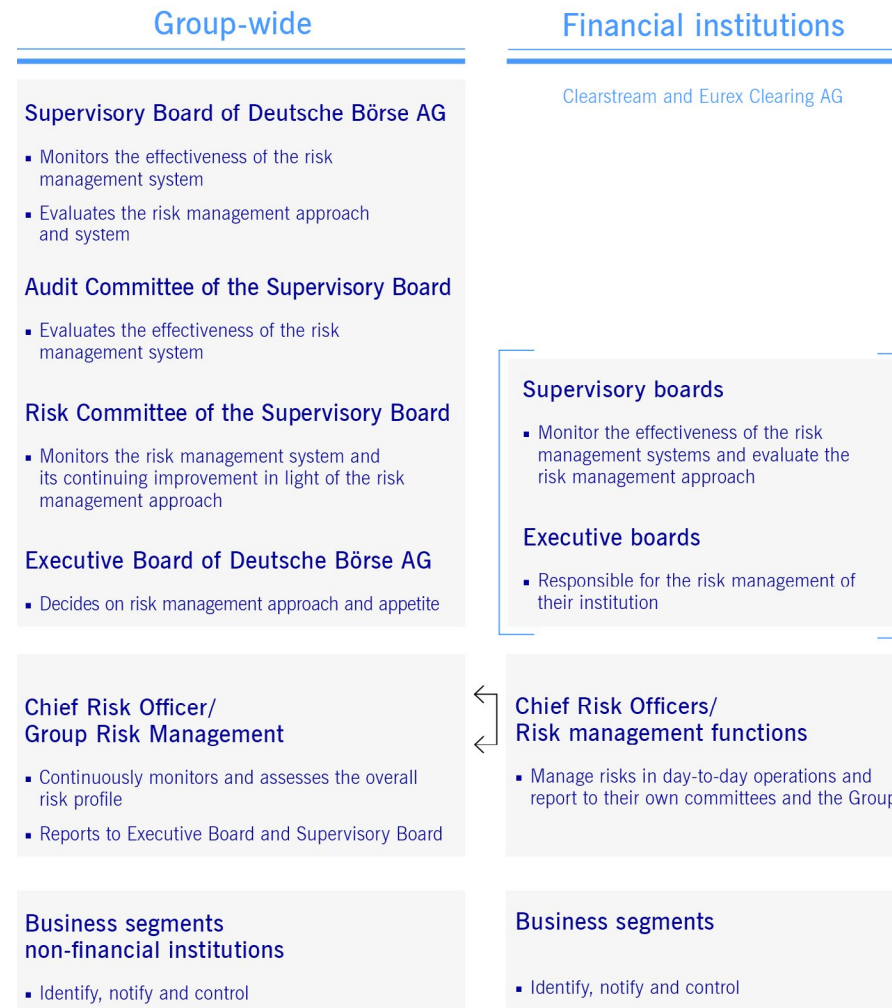 Group-wide
Supervisory Board of Deutsche Börse AG
▪ Monitors the effectiveness of the risk
management system
▪ Evaluates the risk management approach
and system
Audit Committee of the Supervisory Board
▪ Evaluates the effectiveness of the risk
management system
Risk Committee of the Supervisory Board
▪ Monitors the risk management system and
its continuing improvement in light of the risk
management approach
Executive Board of Deutsche Börse AG
▪ Decides on risk management approach and appetite
Chief Risk Officer/
Group Risk Management
▪ Continuously monitors and assesses the overall
risk profile
▪ Reports to Executive Board and Supervisory Board
Business segments
non-financial institutions
▪ Identify, notify and control
Financial institutions
Clearstream and Eurex Clearing AG
Supervisory boards
▪ Monitor the effectiveness of the risk
management systems and evaluate the
risk management approach
Executive boards
▪ Responsible for the risk management of
their institution
Chief Risk Officers/
Risk management functions
▪ Manage risks in day-to-day operations and
report to their own committees and the Group
Business segments
▪ Identify, notify and control